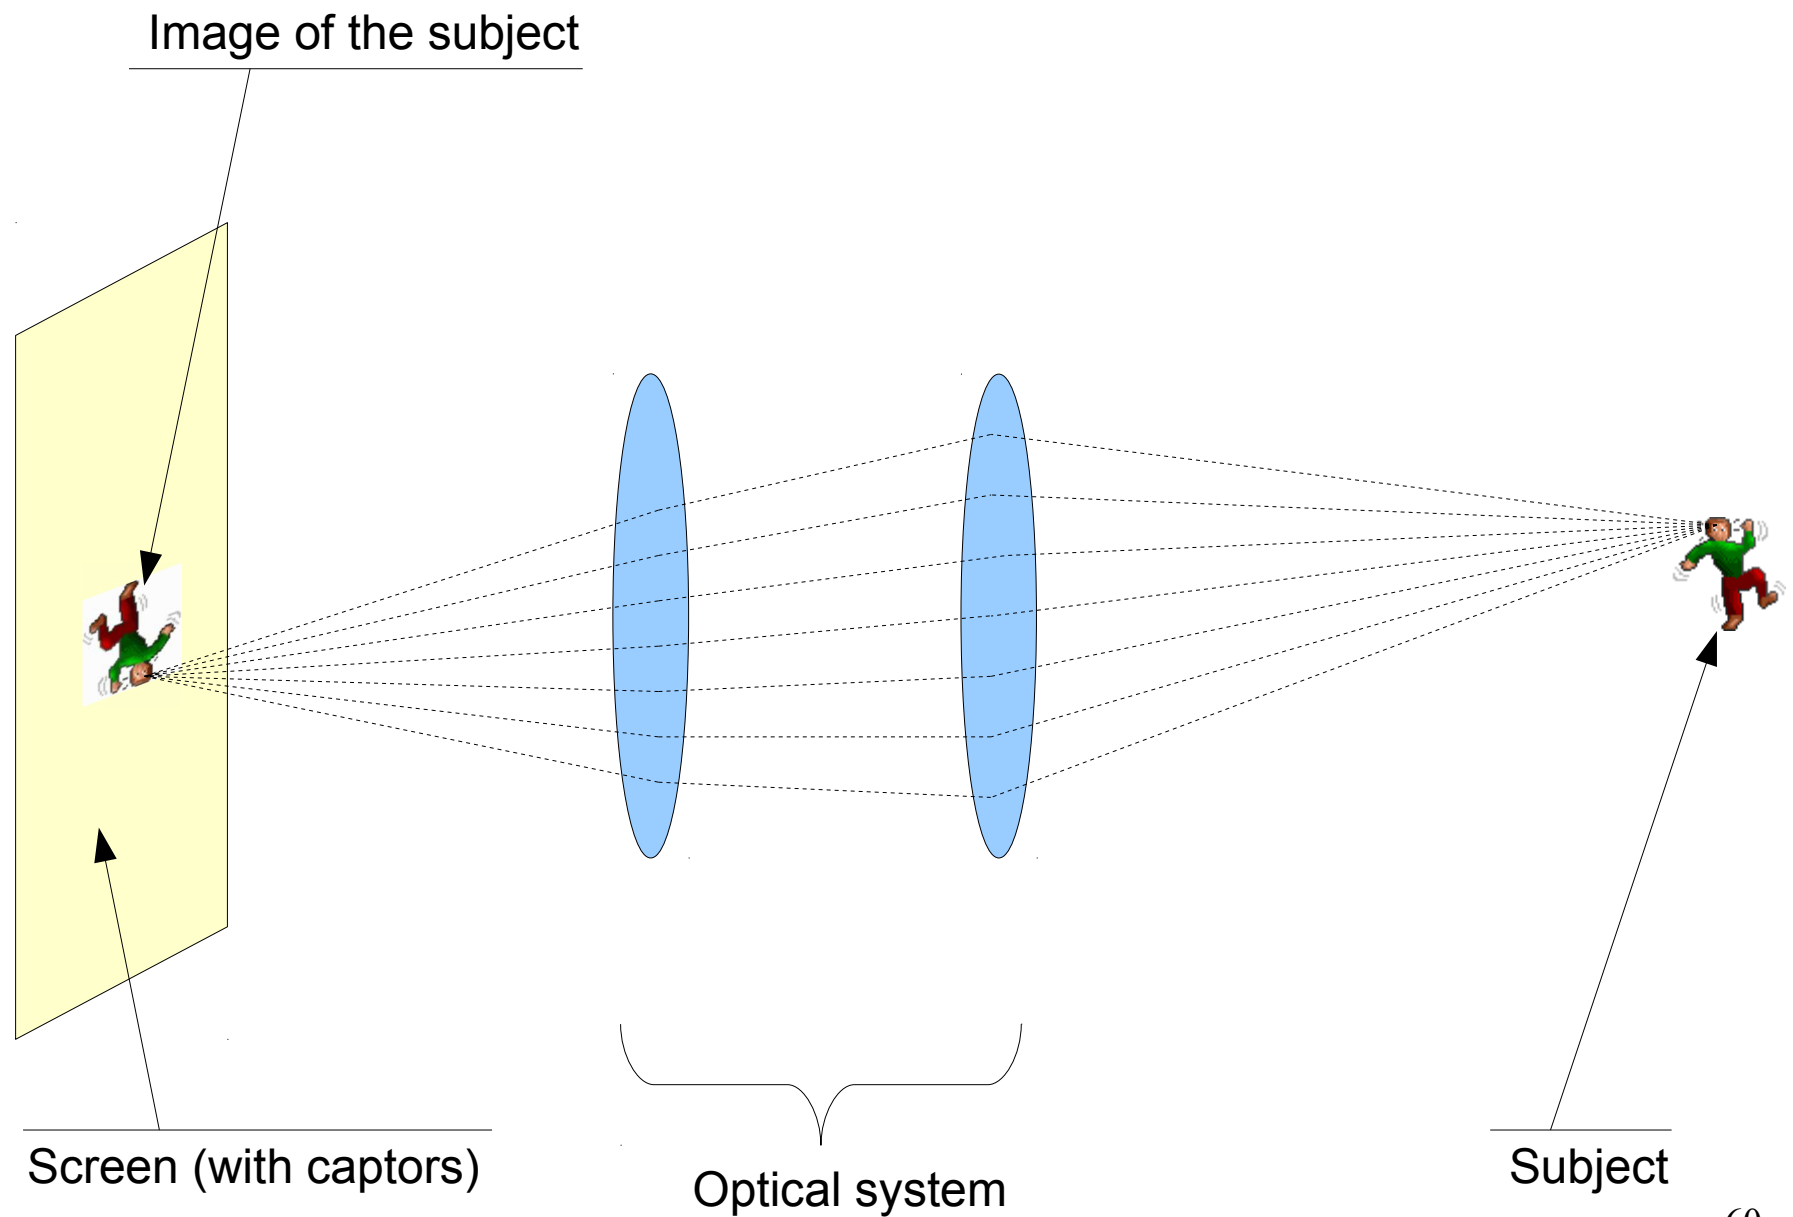 Image of the subject
Screen (with captors)
Optical system
Subject